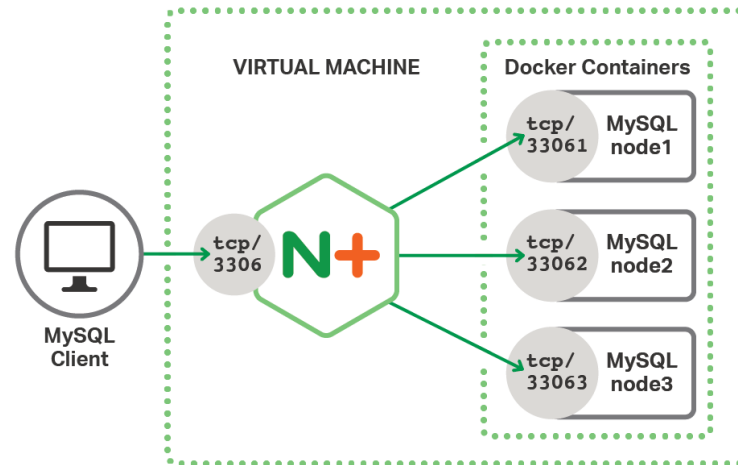 VIRTUAL MACHINE
Docker Containers
tcp/
33061
MySQL
node1
tcp/
3306
N+
tcp/
33062
MySQL
node2
MySQL
Client
tcp/
33063
MySQL
node3